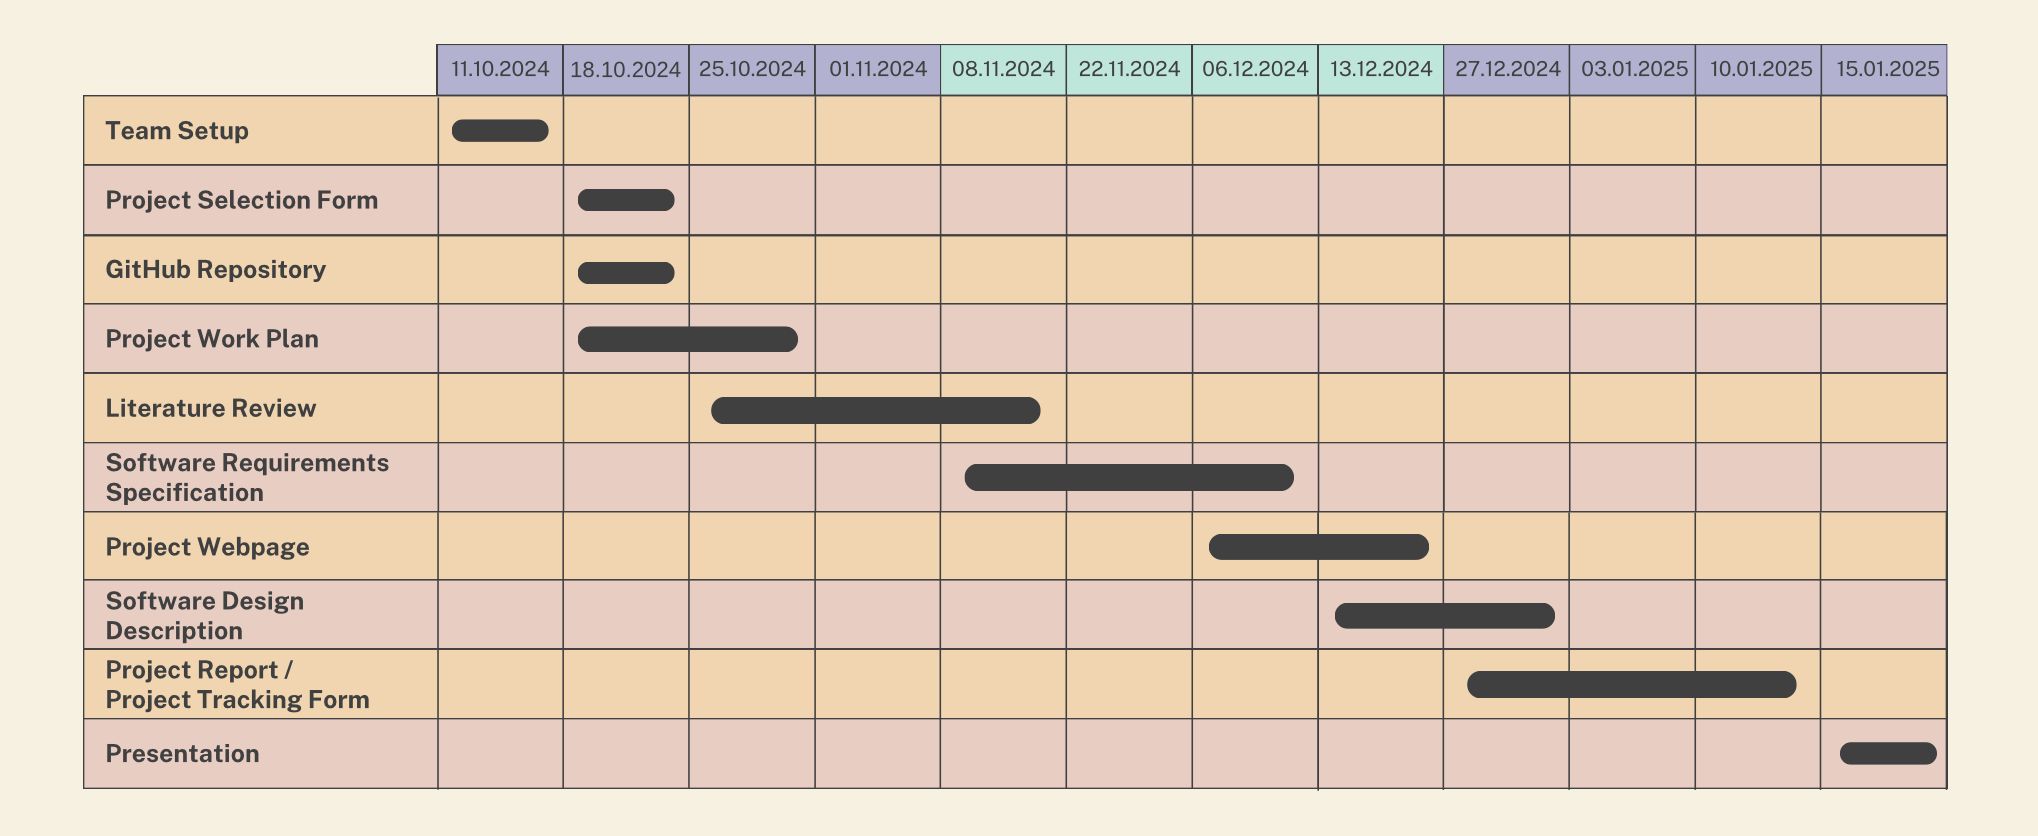 11.10.2024 18.10.2024 25.10.2024 01.11.2024 08.11.2024 22.11.2024 06.12.2024 13.12.2024 27.12.2024 03.01.2025 10.01.2025 15.01.2025
Team Setup
Project Selection Form
GitHub Repository
Project Work Plan
Literature Review
Software Requirements
Specification
Project Webpage
Software Design
Description
Project Report /
Project Tracking Form
Presentation